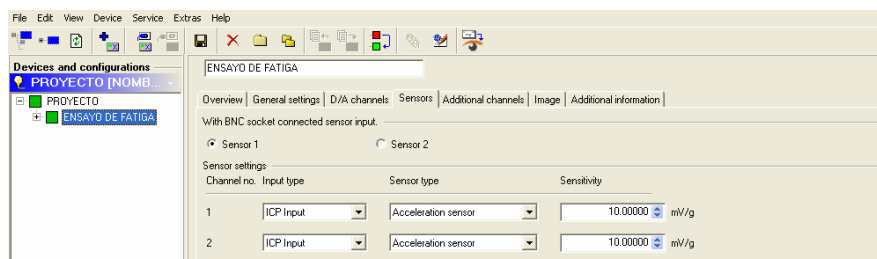 File Edit View Device Service Extras Help
Devices and configurations
PROYECTO [NOMB...
PROYECTO
ENSAYO DE FATIGA
ENSAYO DE FATIGA
Overview General settings D/A channels Sensors Additional channels Image Additional information
With BNC socket connected sensor input.
Sensor 1 Sensor 2
Sensor settings
Channel no. Input type Sensor type Sensitivity
1 ICP Input Acceleration sensor 10.00000 mV/g
2 ICP Input Acceleration sensor 10.00000 mV/g